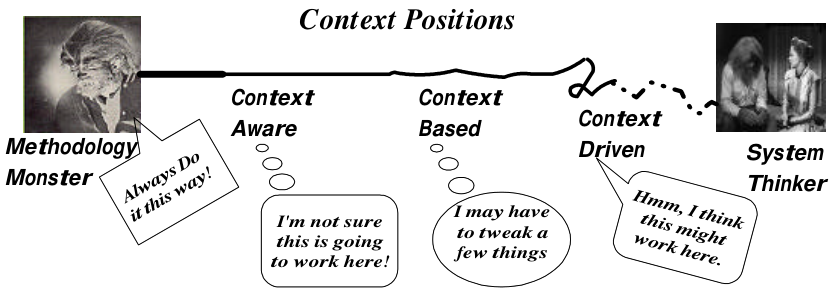 Context Positions
Methodology
Monster
Always Do
it this way!
Context
Aware
I'm not sure
this is going
to work here!
Context
Based
I may have
to tweak a
few things
Context
Driven
Hmm, I think
this might
work here.
System
Thinker